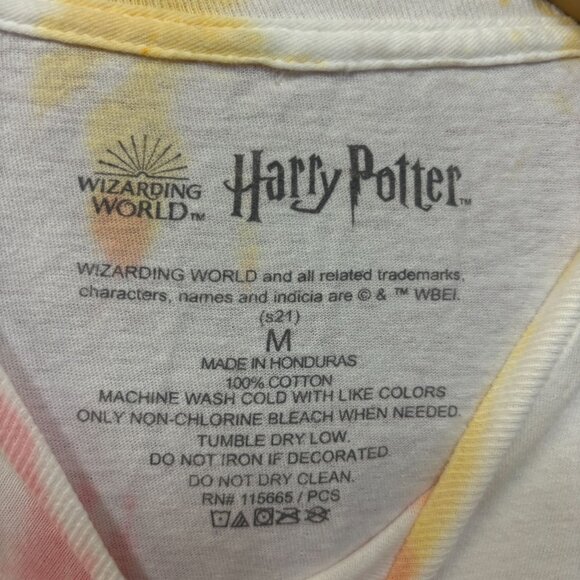 WIZARDING
WORLD™
Harry Potter™
WIZARDING WORLD and all related trademarks,
characters, names and indicia are © & ™ WBEI.
(s21)
M
MADE IN HONDURAS
100% COTTON
MACHINE WASH COLD WITH LIKE COLORS
ONLY NON-CHLORINE BLEACH WHEN NEEDED.
TUMBLE DRY LOW.
DO NOT IRON IF DECORATED.
DO NOT DRY CLEAN.
RN# 115665 / PCS